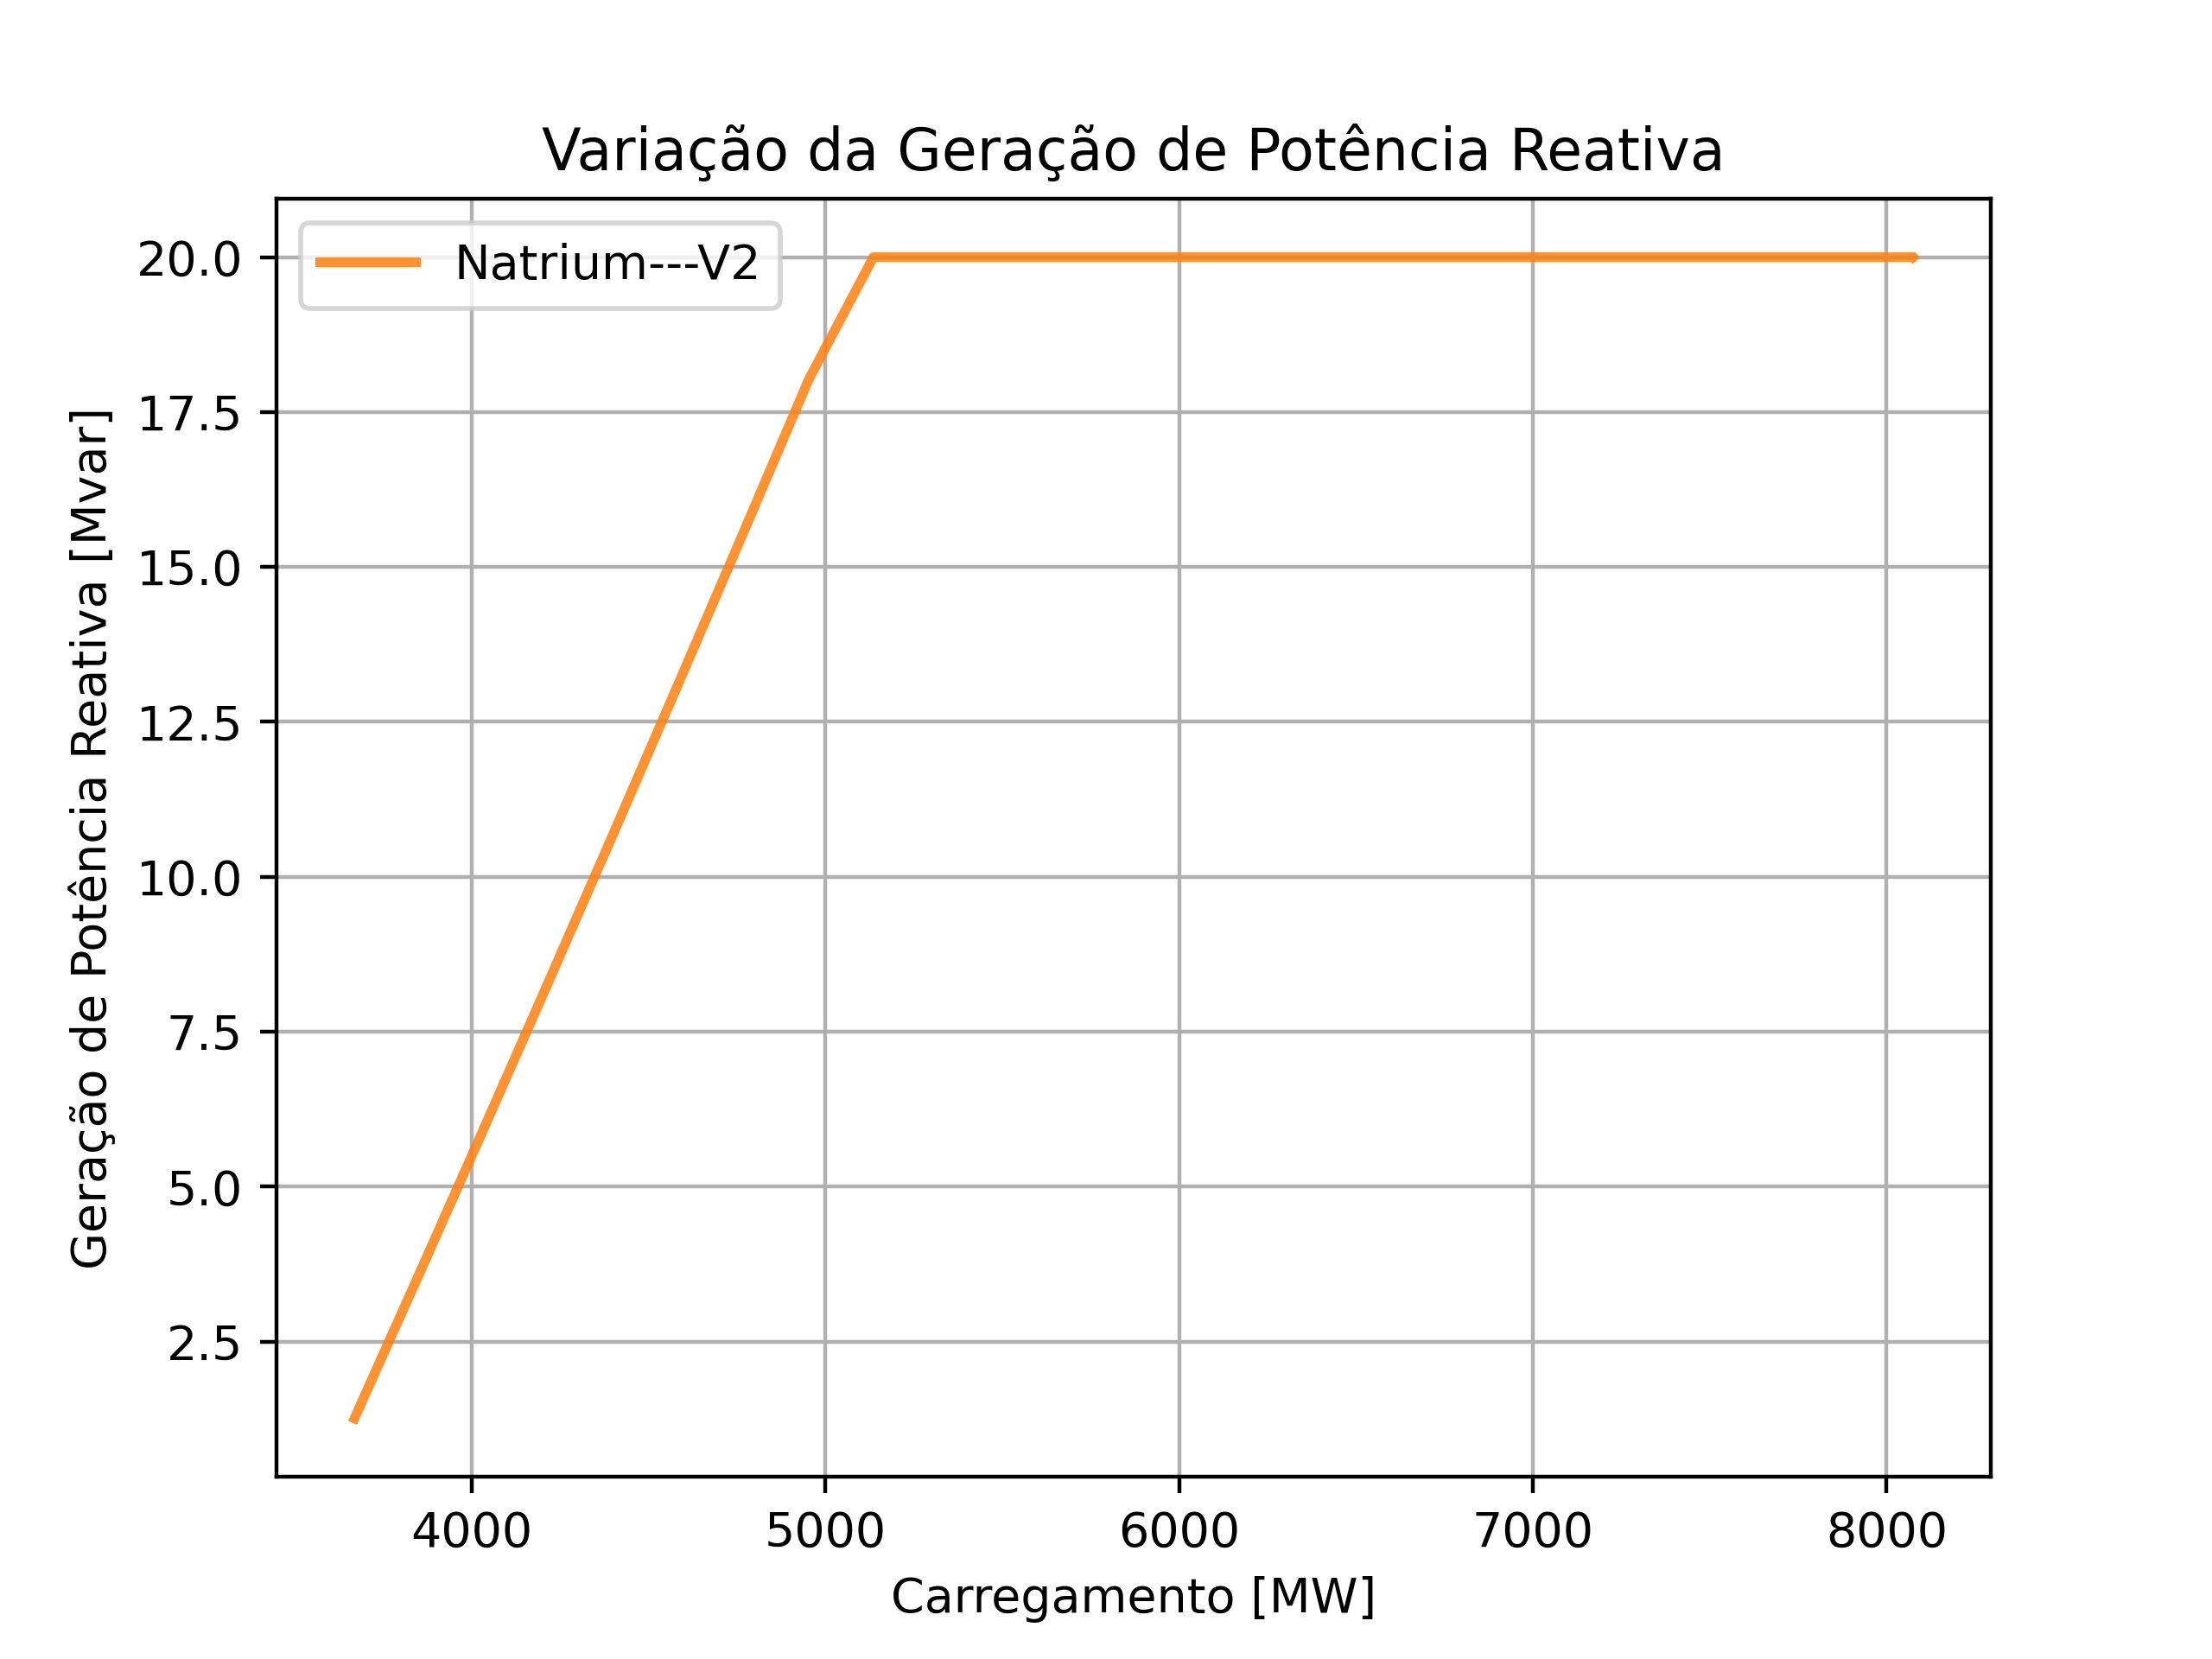 Variação da Geração de Potência Reativa
Natrium---V2
Geração de Potência Reativa [Mvar]
20.0
17.5
15.0
12.5
10.0
7.5
5.0
2.5
4000 5000 6000 7000 8000
Carregamento [MW]